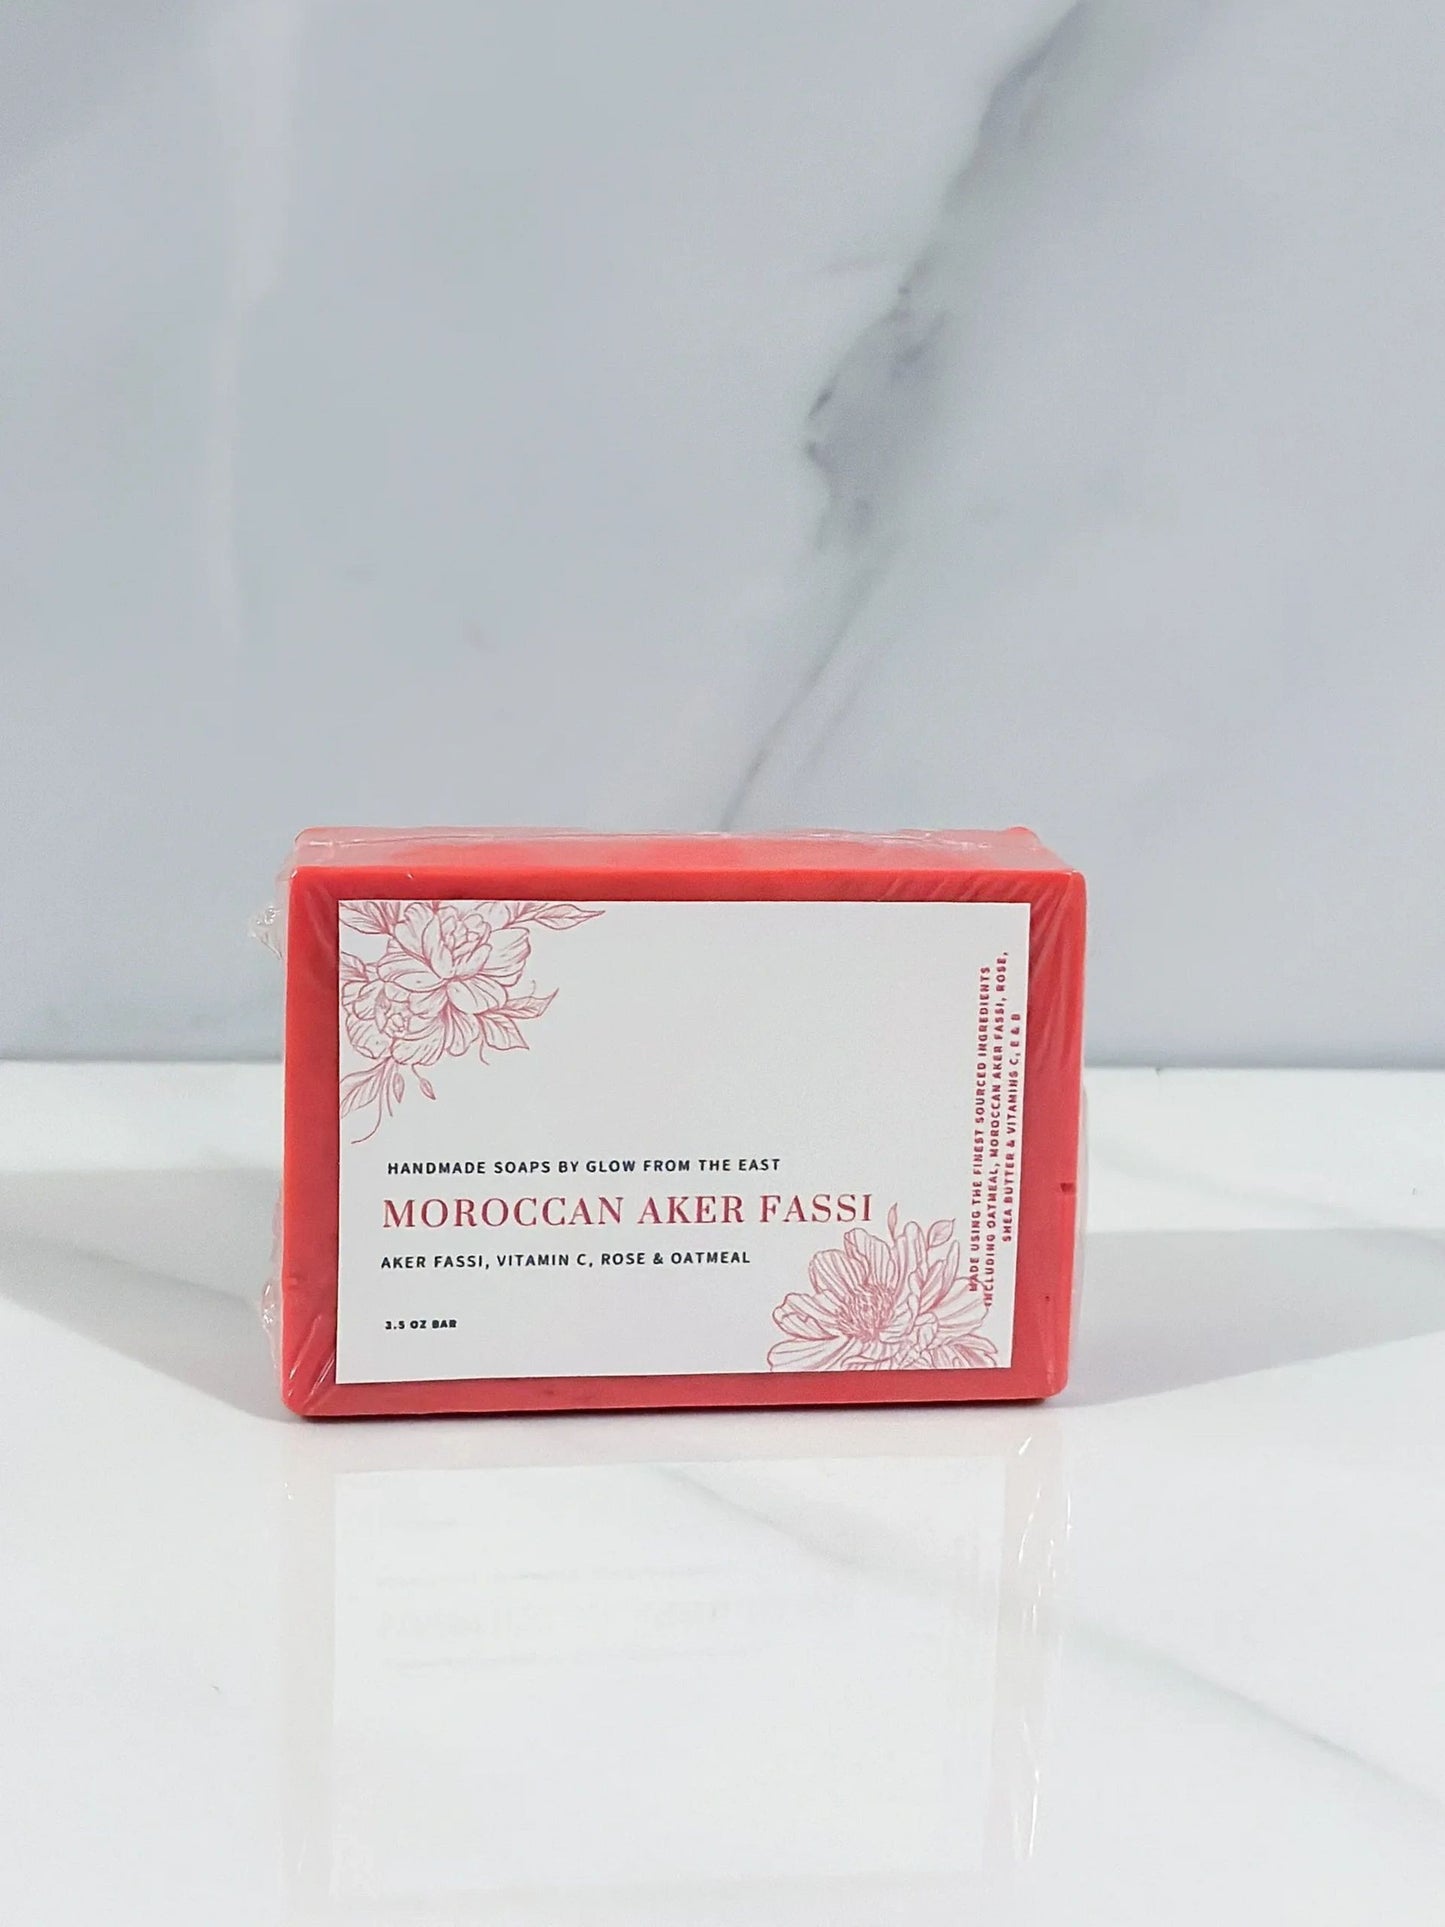 HANDMADE SOAPS BY GLOW FROM THE EAST
MOROCCAN AKER FASSI
AKER FASSI, VITAMIN C, ROSE & OATMEAL
3.5 OZ BAR
MADE USING THE FINEST SOURCED INGREDIENTS
INCLUDING OATMEAL, MOROCCAN AKER FASSI, ROSE,
SHEA BUTTER & VITAMINS C, E & B